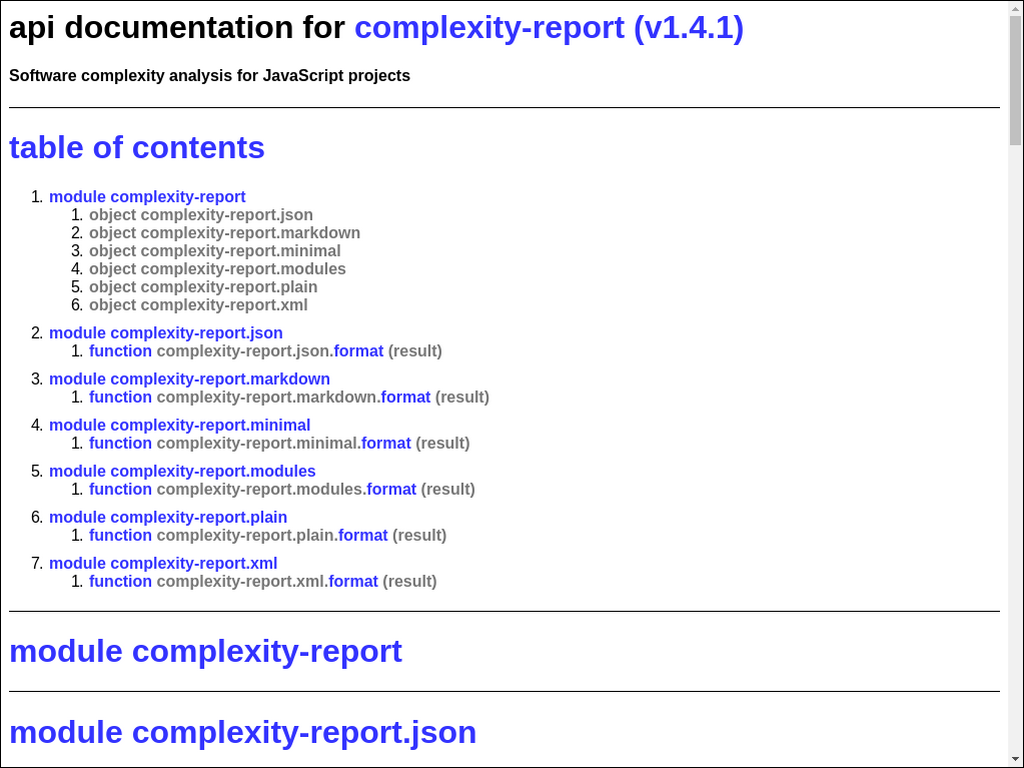 api documentation for complexity-report (v1.4.1)
Software complexity analysis for JavaScript projects
table of contents
1. module complexity-report
1. object complexity-report.json
2. object complexity-report.markdown
3. object complexity-report.minimal
4. object complexity-report.modules
5. object complexity-report.plain
6. object complexity-report.xml
2. module complexity-report.json
1. function complexity-report.json.format (result)
3. module complexity-report.markdown
1. function complexity-report.markdown.format (result)
4. module complexity-report.minimal
1. function complexity-report.minimal.format (result)
5. module complexity-report.modules
1. function complexity-report.modules.format (result)
6. module complexity-report.plain
1. function complexity-report.plain.format (result)
7. module complexity-report.xml
1. function complexity-report.xml.format (result)
module complexity-report
module complexity-report.json